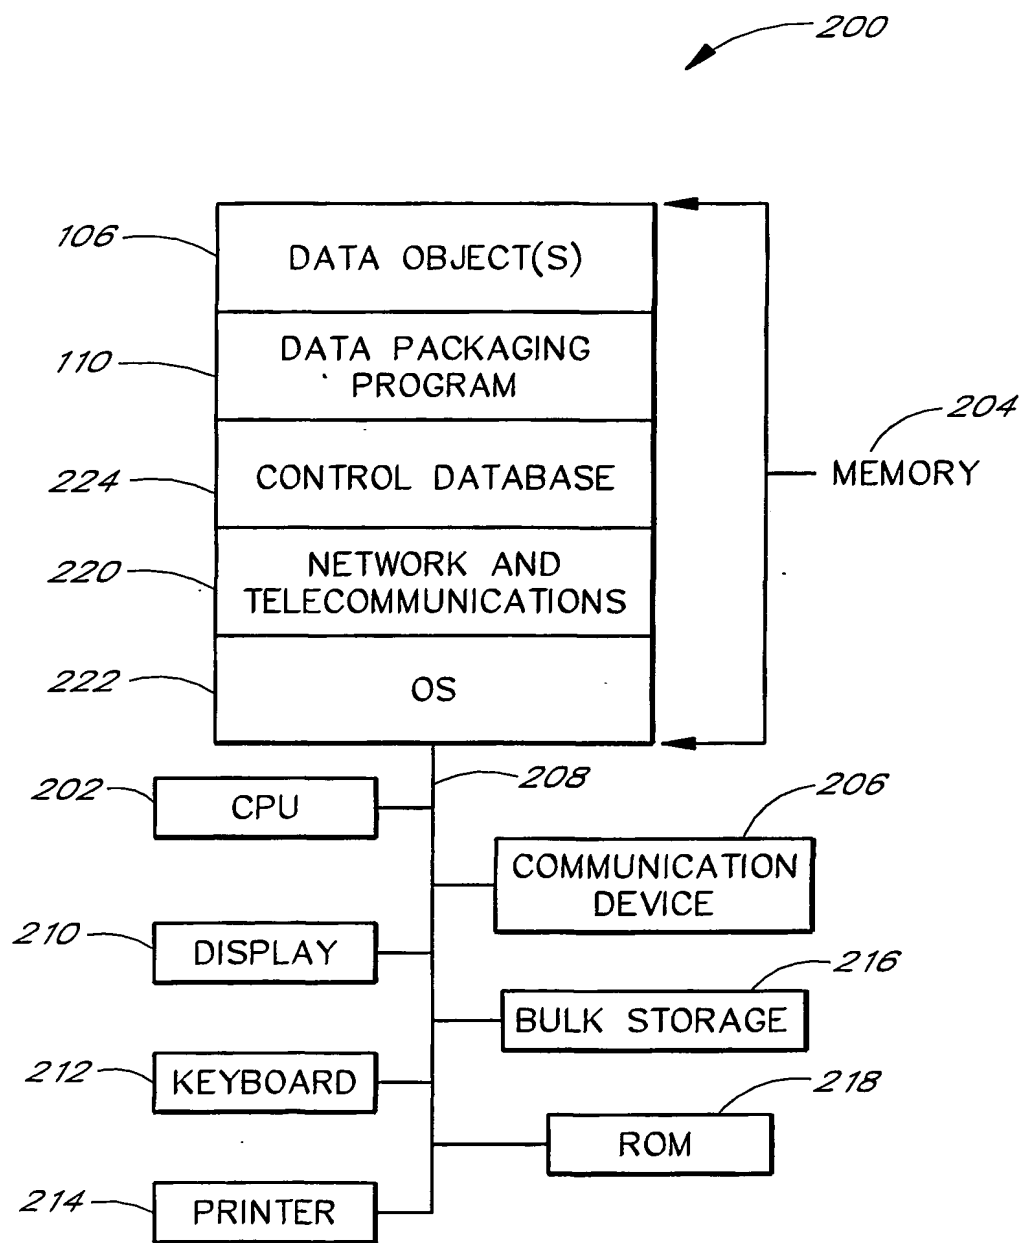 200
106
DATA OBJECT(S)
110
DATA PACKAGING
PROGRAM
204
MEMORY
224
CONTROL DATABASE
220
NETWORK AND
TELECOMMUNICATIONS
222
OS
208
202
CPU
206
COMMUNICATION
DEVICE
210
DISPLAY
216
BULK STORAGE
212
KEYBOARD
218
ROM
214
PRINTER